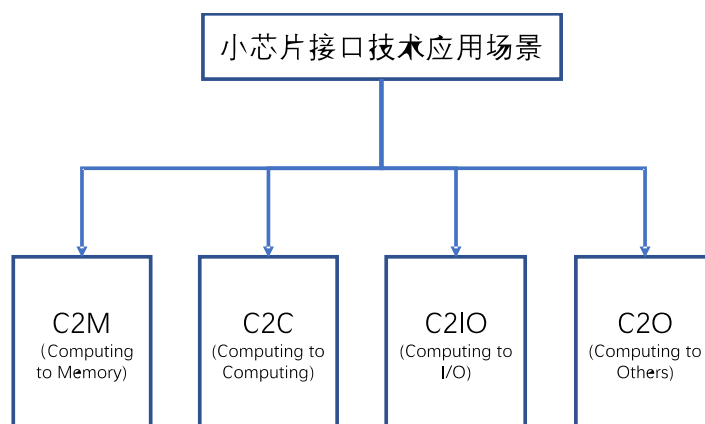 小芯片接口技术应用场景
C2M
（Computing
to Memory)
C2C
(Computing to
Computing)
C2IO
(Computing to
I/O)
C2O
(Computing to
Others)